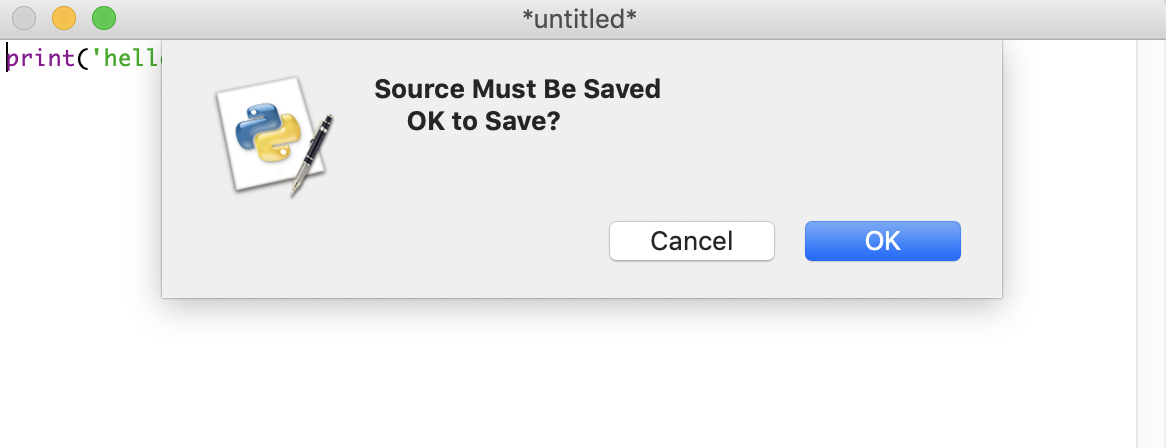 *untitled*
print('hell
Source Must Be Saved
OK to Save?
Cancel
OK